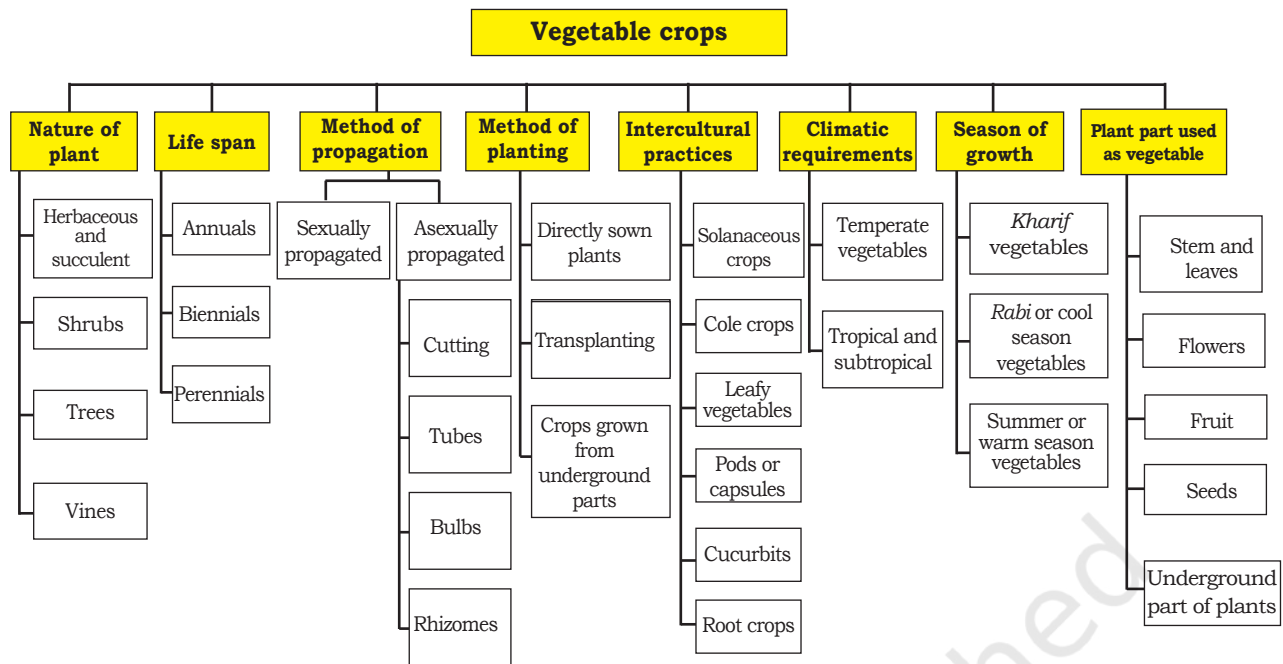 Vegetable crops
Nature of
plant
Life span
Method of
propagation
Method of
planting
Intercultural
practices
Climatic
requirements
Season of
growth
Plant part used
as vegetable
Herbaceous
and
succulent
Shrubs
Trees
Vines
Annuals
Biennials
Perennials
Sexually
propagated
Asexually
propagated
Cutting
Tubes
Bulbs
Rhizomes
Directly sown
plants
Transplanting
Crops grown
from
underground
parts
Solanaceous
crops
Cole crops
Leafy
vegetables
Pods or
capsules
Cucurbits
Root crops
Temperate
vegetables
Tropical and
subtropical
Kharif
vegetables
Rabi or cool
season
vegetables
Summer or
warm season
vegetables
Stem and
leaves
Flowers
Fruit
Seeds
Underground
part of plants
hed